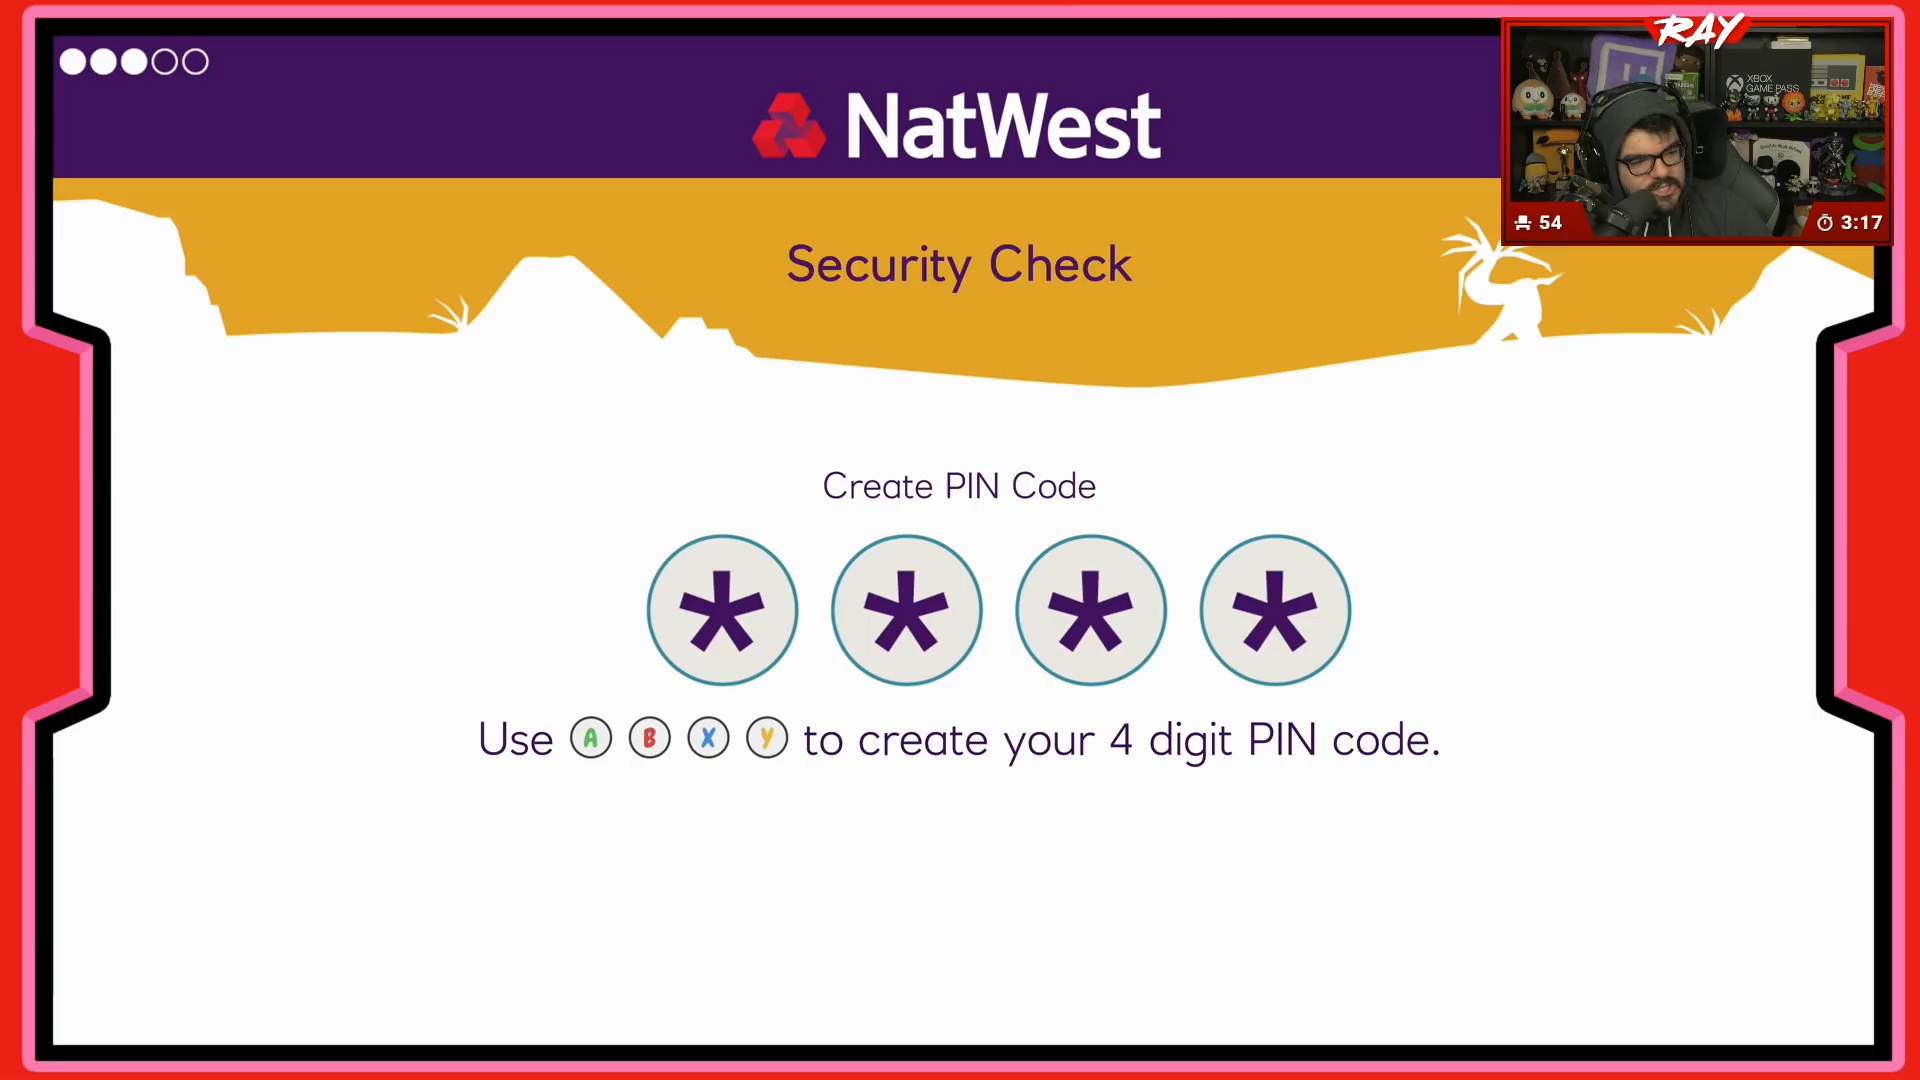 RAY
NatWest
XBOX
GAME PASS
54
3:17
Security Check
Create PIN Code
* * * *
Use A B X Y to create your 4 digit PIN code.